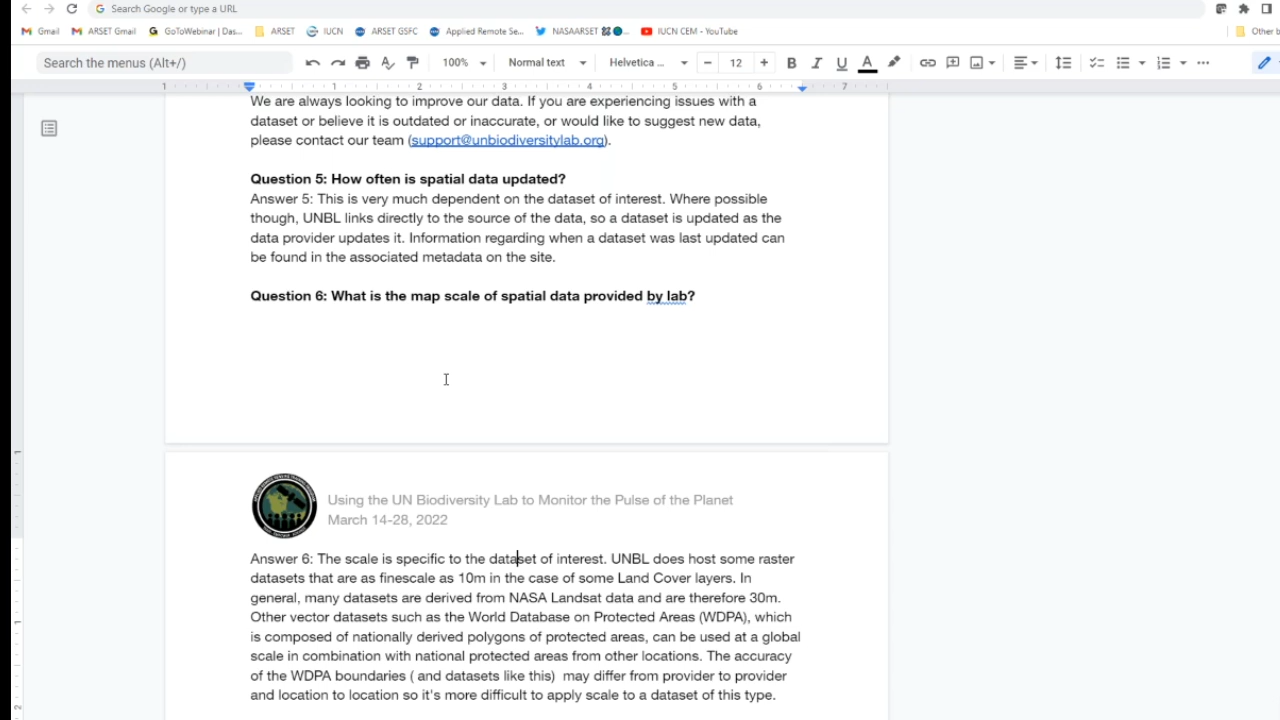 Search Google or type a URL
Gmail ARSET Gmail GoToWebinar | Das... ARSET IUCN ARSET GSFC Applied Remote Se... NASAARSET IUCN CEM - YouTube Other b
Search the menus (Alt+/) 100% Normal text Helvetica ... 12 B I U A
1 1 2 3 4 5 6 7
We are always looking to improve our data. If you are experiencing issues with a
dataset or believe it is outdated or inaccurate, or would like to suggest new data,
please contact our team (support@unbiodiversitylab.org).
Question 5: How often is spatial data updated?
Answer 5: This is very much dependent on the dataset of interest. Where possible
though, UNBL links directly to the source of the data, so a dataset is updated as the
data provider updates it. Information regarding when a dataset was last updated can
be found in the associated metadata on the site.
Question 6: What is the map scale of spatial data provided by lab?
Using the UN Biodiversity Lab to Monitor the Pulse of the Planet
March 14-28, 2022
Answer 6: The scale is specific to the dataset of interest. UNBL does host some raster
datasets that are as finescale as 10m in the case of some Land Cover layers. In
general, many datasets are derived from NASA Landsat data and are therefore 30m.
Other vector datasets such as the World Database on Protected Areas (WDPA), which
is composed of nationally derived polygons of protected areas, can be used at a global
scale in combination with national protected areas from other locations. The accuracy
of the WDPA boundaries ( and datasets like this)  may differ from provider to provider
and location to location so it's more difficult to apply scale to a dataset of this type.